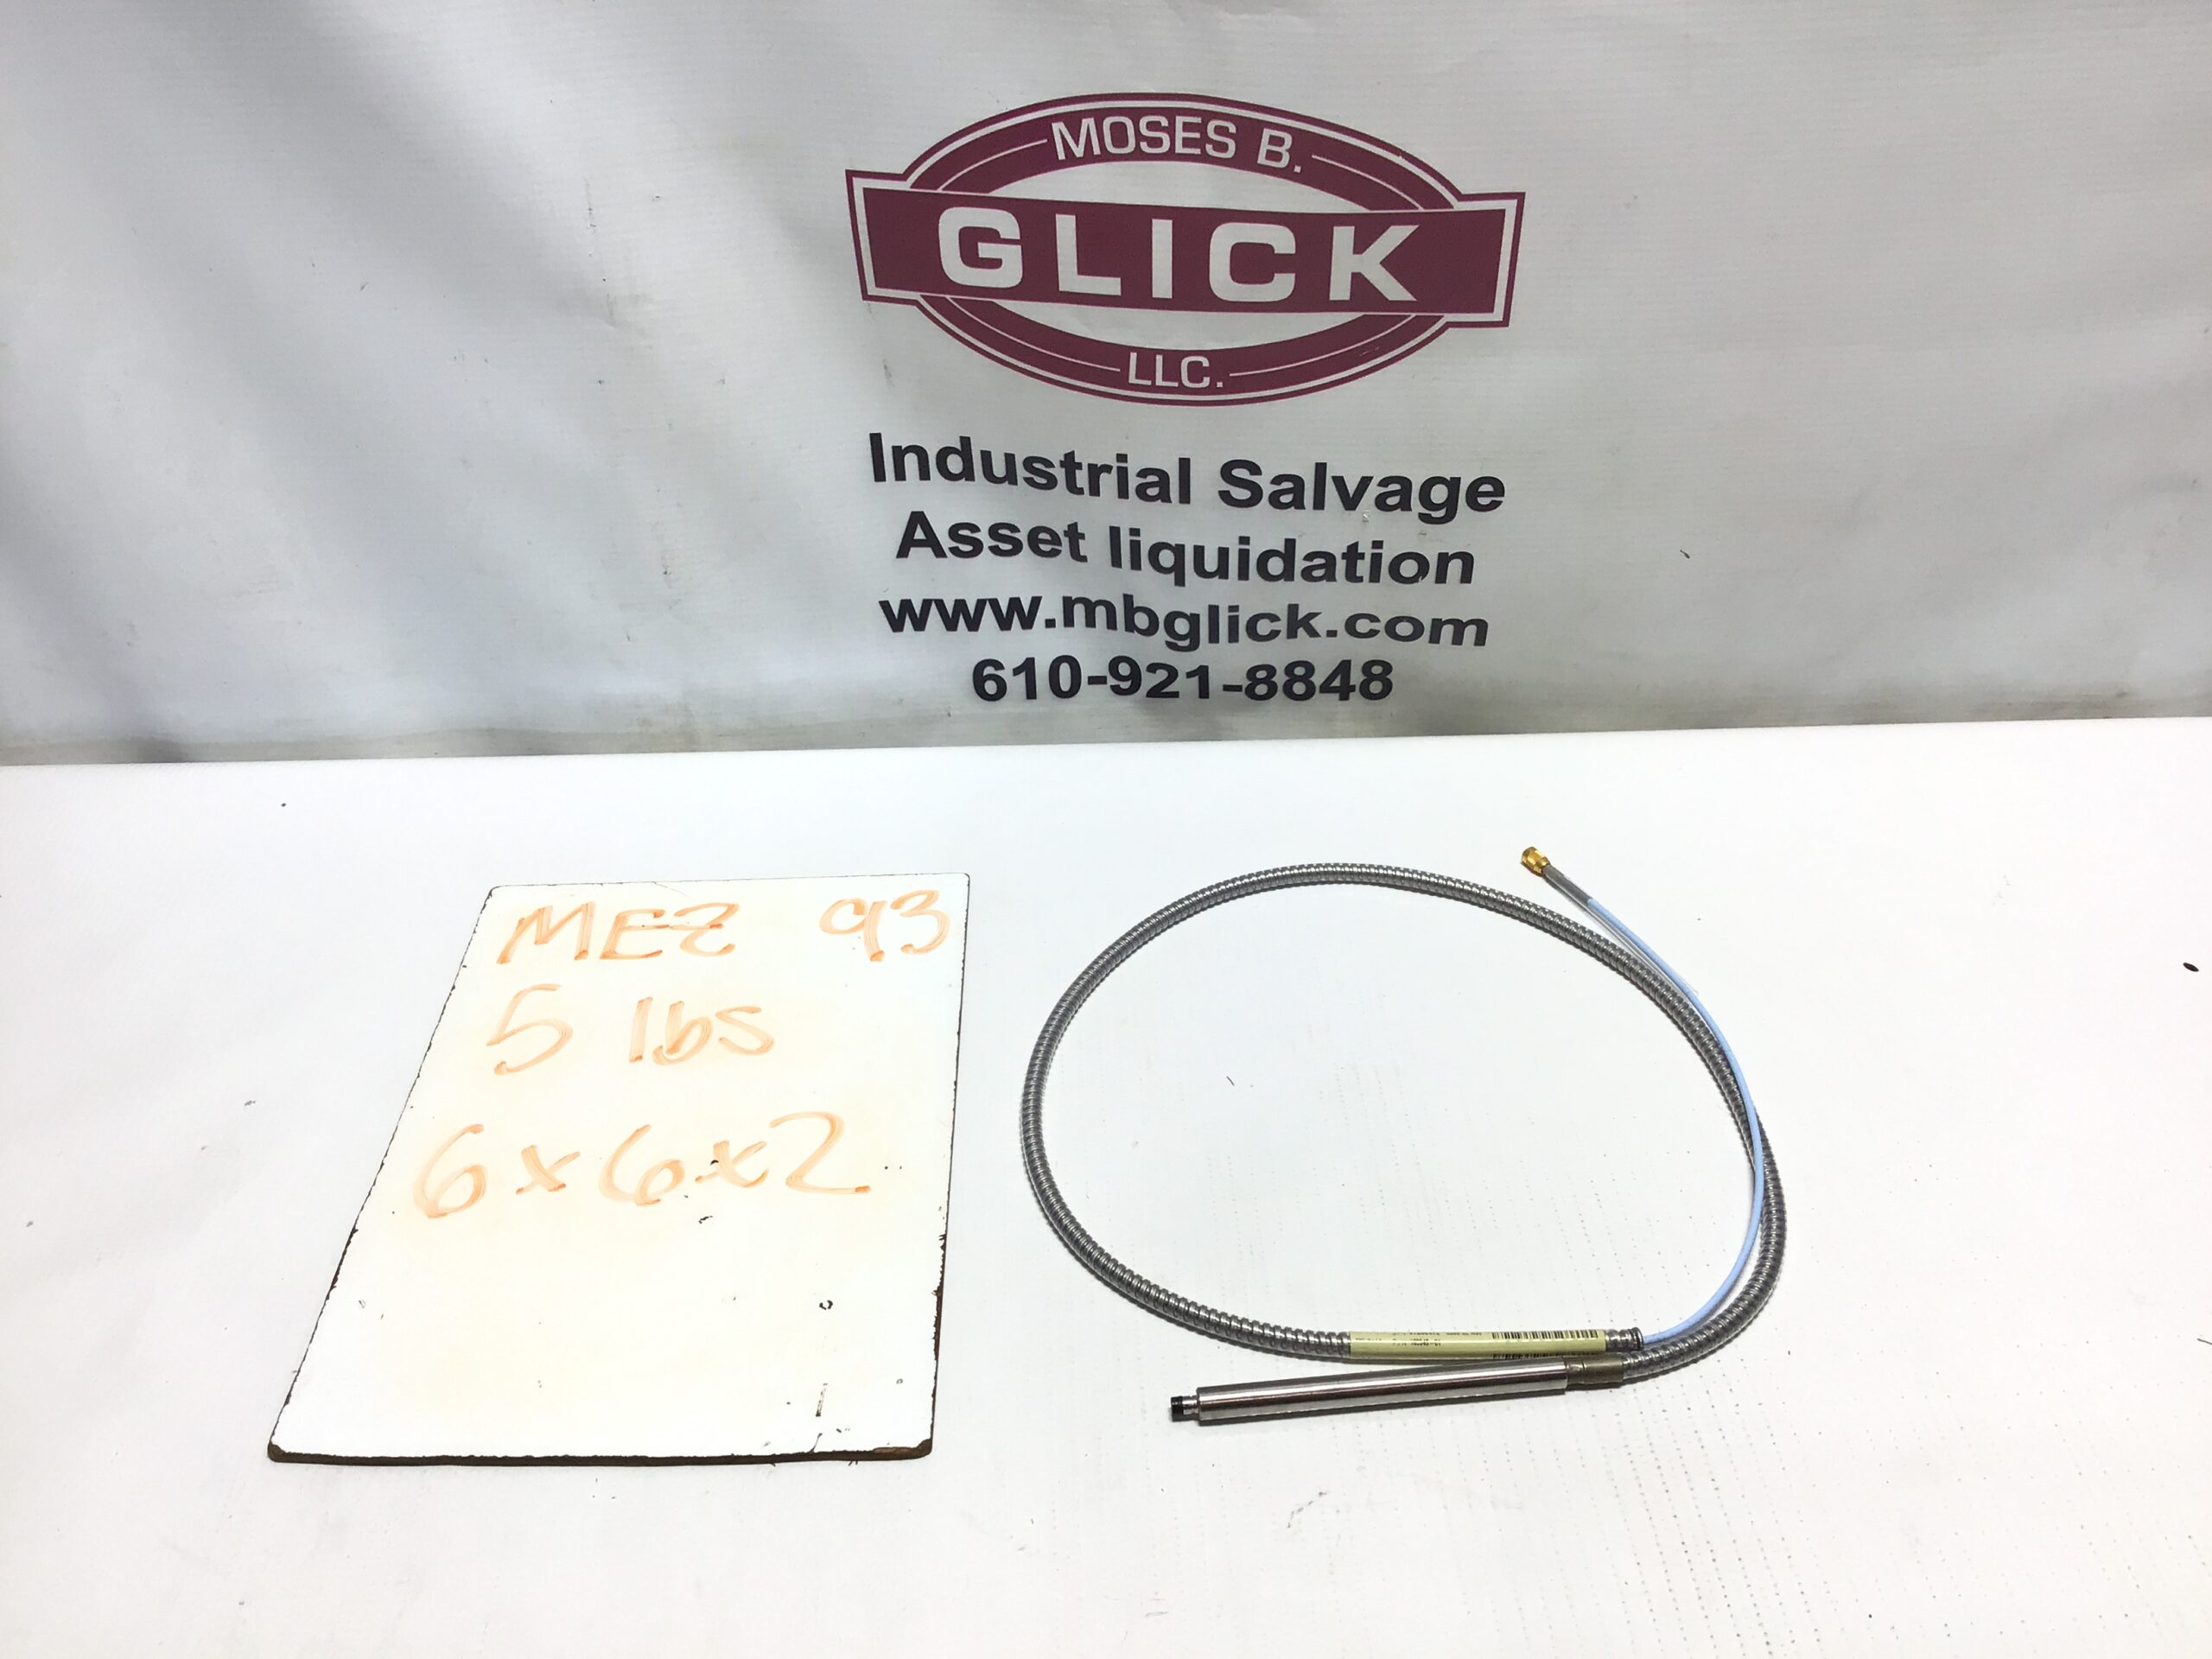 MOSES B.
GLICK
LLC.
Industrial Salvage
Asset liquidation
www.mbglick.com
610-921-8848
MEZ 93
5 lbs
6x6x2